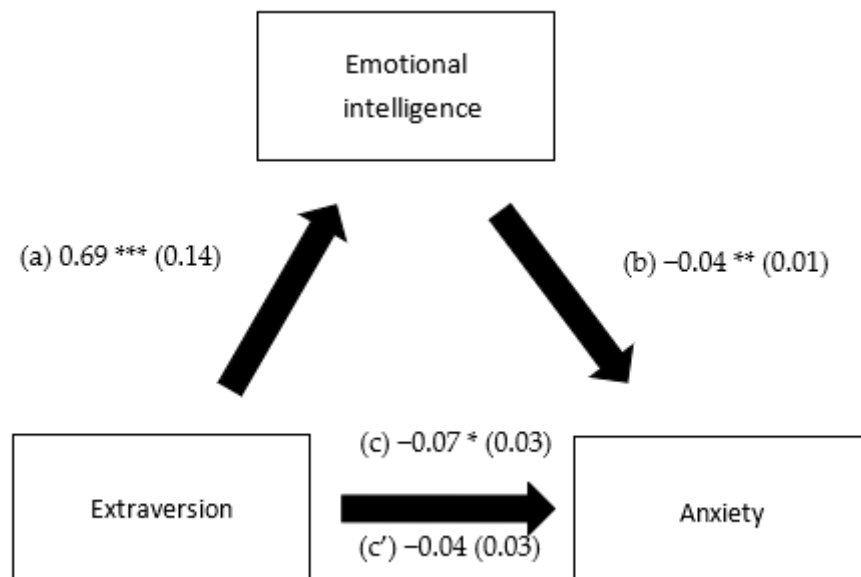 Emotional
intelligence
(a) 0.69 *** (0.14)
(b) −0.04 ** (0.01)
(c) −0.07 * (0.03)
Extraversion
Anxiety
(c′) −0.04 (0.03)